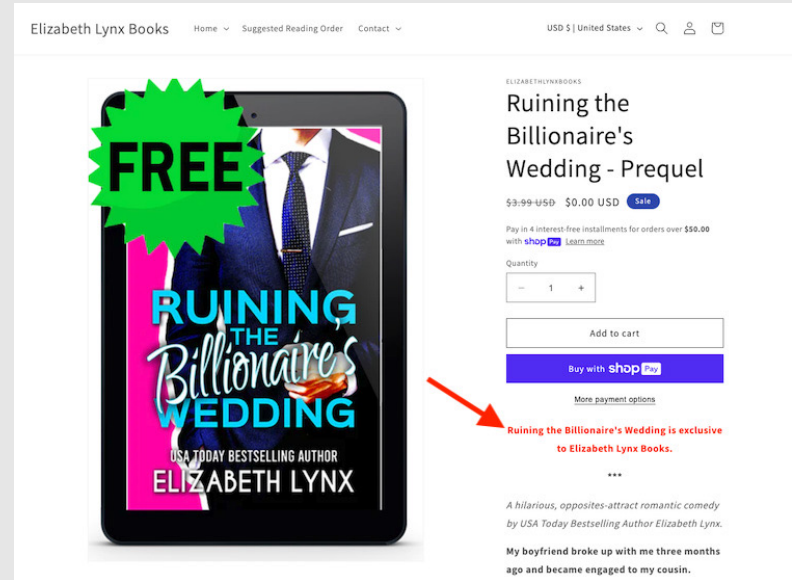 Elizabeth Lynx Books
Home
Suggested Reading Order
Contact
USD $ | United States
FREE
RUINING
THE
Billionaire's
WEDDING
USA TODAY BESTSELLING AUTHOR
ELIZABETH LYNX
ELIZABETHLYNXBOOKS
Ruining the
Billionaire's
Wedding - Prequel
$3.99 USD $0.00 USD Sale
Pay in 4 interest-free installments for orders over $50.00
with shop Pay Learn more
Quantity
− 1 +
Add to cart
Buy with shop Pay
More payment options
Ruining the Billionaire's Wedding is exclusive
to Elizabeth Lynx Books.
***
A hilarious, opposites-attract romantic comedy
by USA Today Bestselling Author Elizabeth Lynx.
My boyfriend broke up with me three months
ago and became engaged to my cousin.